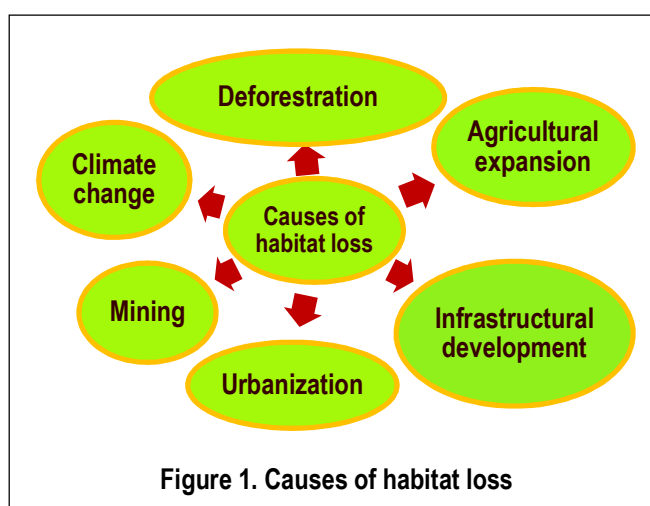 Deforestration
Agricultural
expansion
Climate
change
Causes of
habitat loss
Mining
Infrastructural
development
Urbanization
Figure 1. Causes of habitat loss